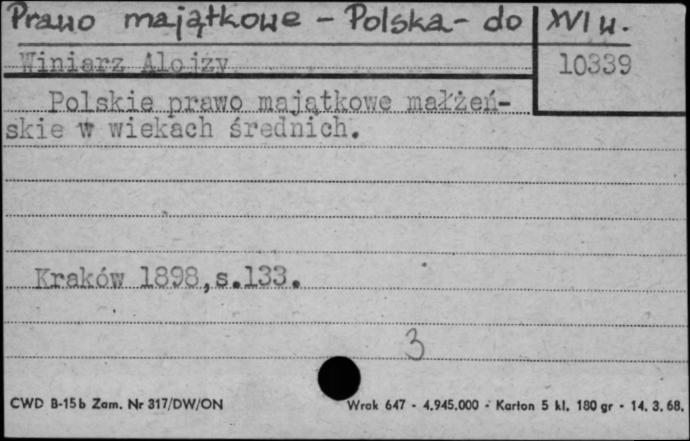 Prawo majątkowe - Polska - do XVI w.
Winiarz Alojzy
10339
Polskie prawo majątkowe małżeń-
skie w wiekach średnich.
Kraków 1898,s.133.
3
CWD B-15b Zam. Nr 317/DW/ON
Wrak 647 - 4.945.000 - Karton 5 kl. 180 gr - 14. 3. 68.